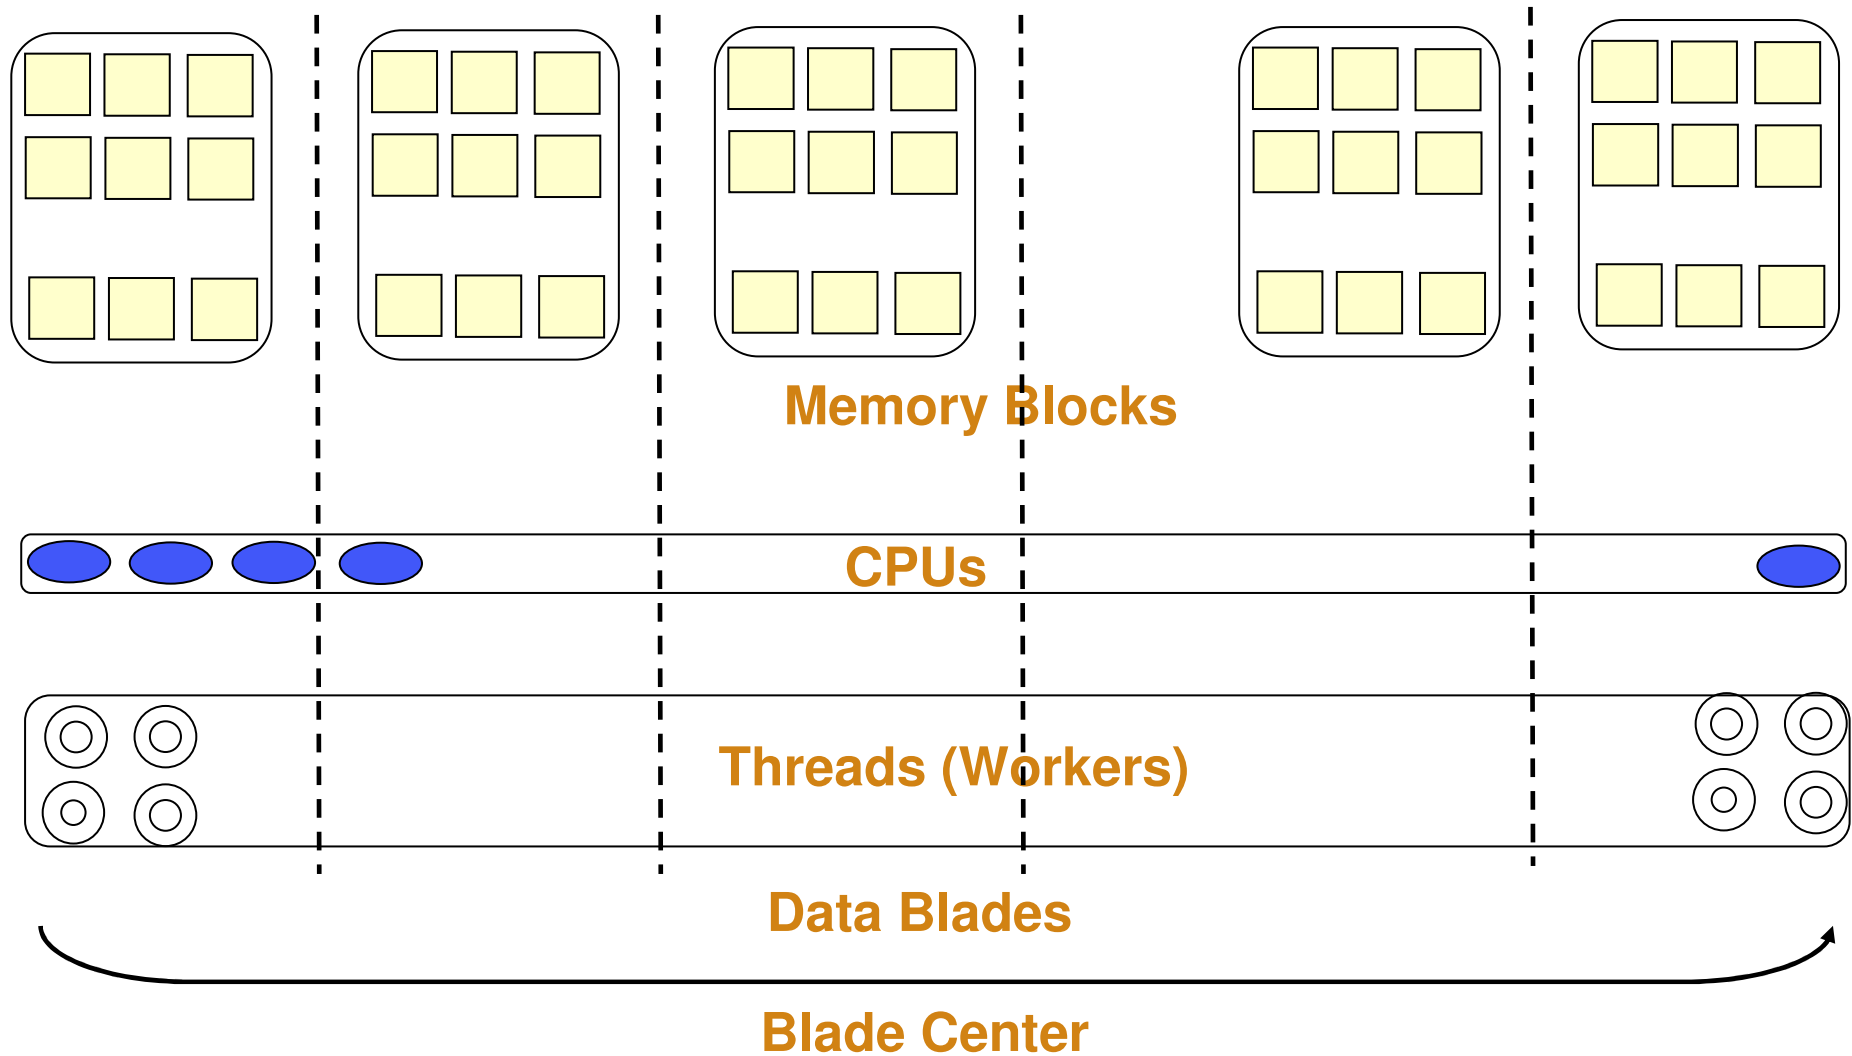 Memory Blocks
CPUs
Threads (Workers)
Data Blades
Blade Center